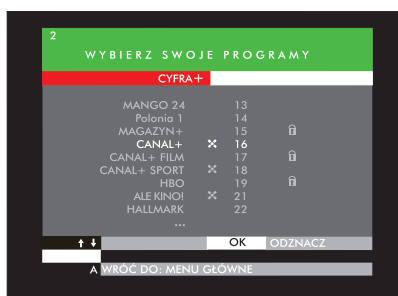 2
WYBIERZ SWOJE PROGRAMY
CYFRA+
MANGO 24 13
Polonia 1 14
MAGAZYN+ 15
CANAL+ 16
CANAL+ FILM 17
CANAL+ SPORT 18
HBO 19
ALE KINO! 21
HALLMARK 22
...
OK ODZNACZ
A WRÓĆ DO: MENU GŁÓWNE